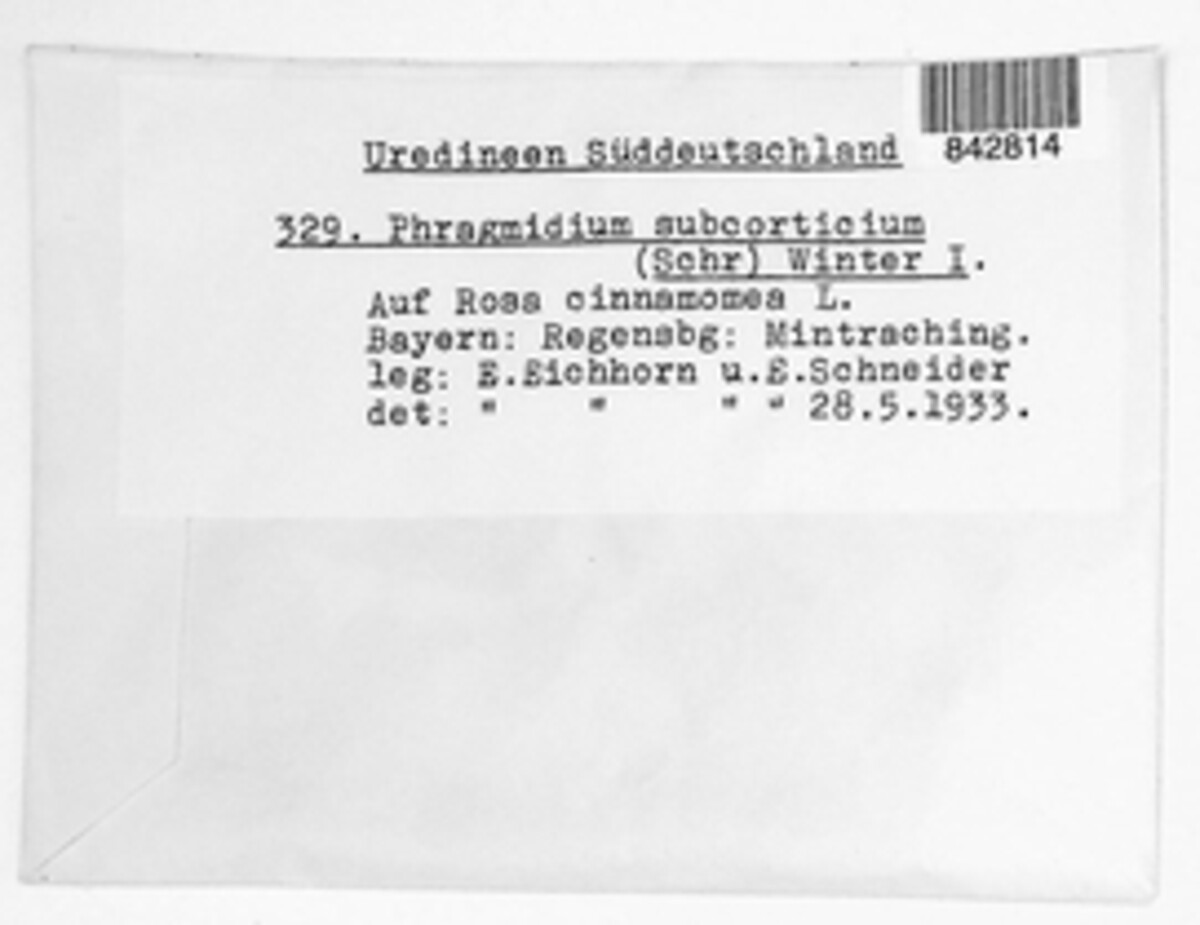 842814
Uredineen Süddeutschland
329. Phragmidium subcorticium
(Schr) Winter I.
Auf Rosa cinnamomea L.
Bayern: Regensbg: Mintraching.
leg: E.Eichhorn u.E.Schneider
det: " " " " 28.5.1933.